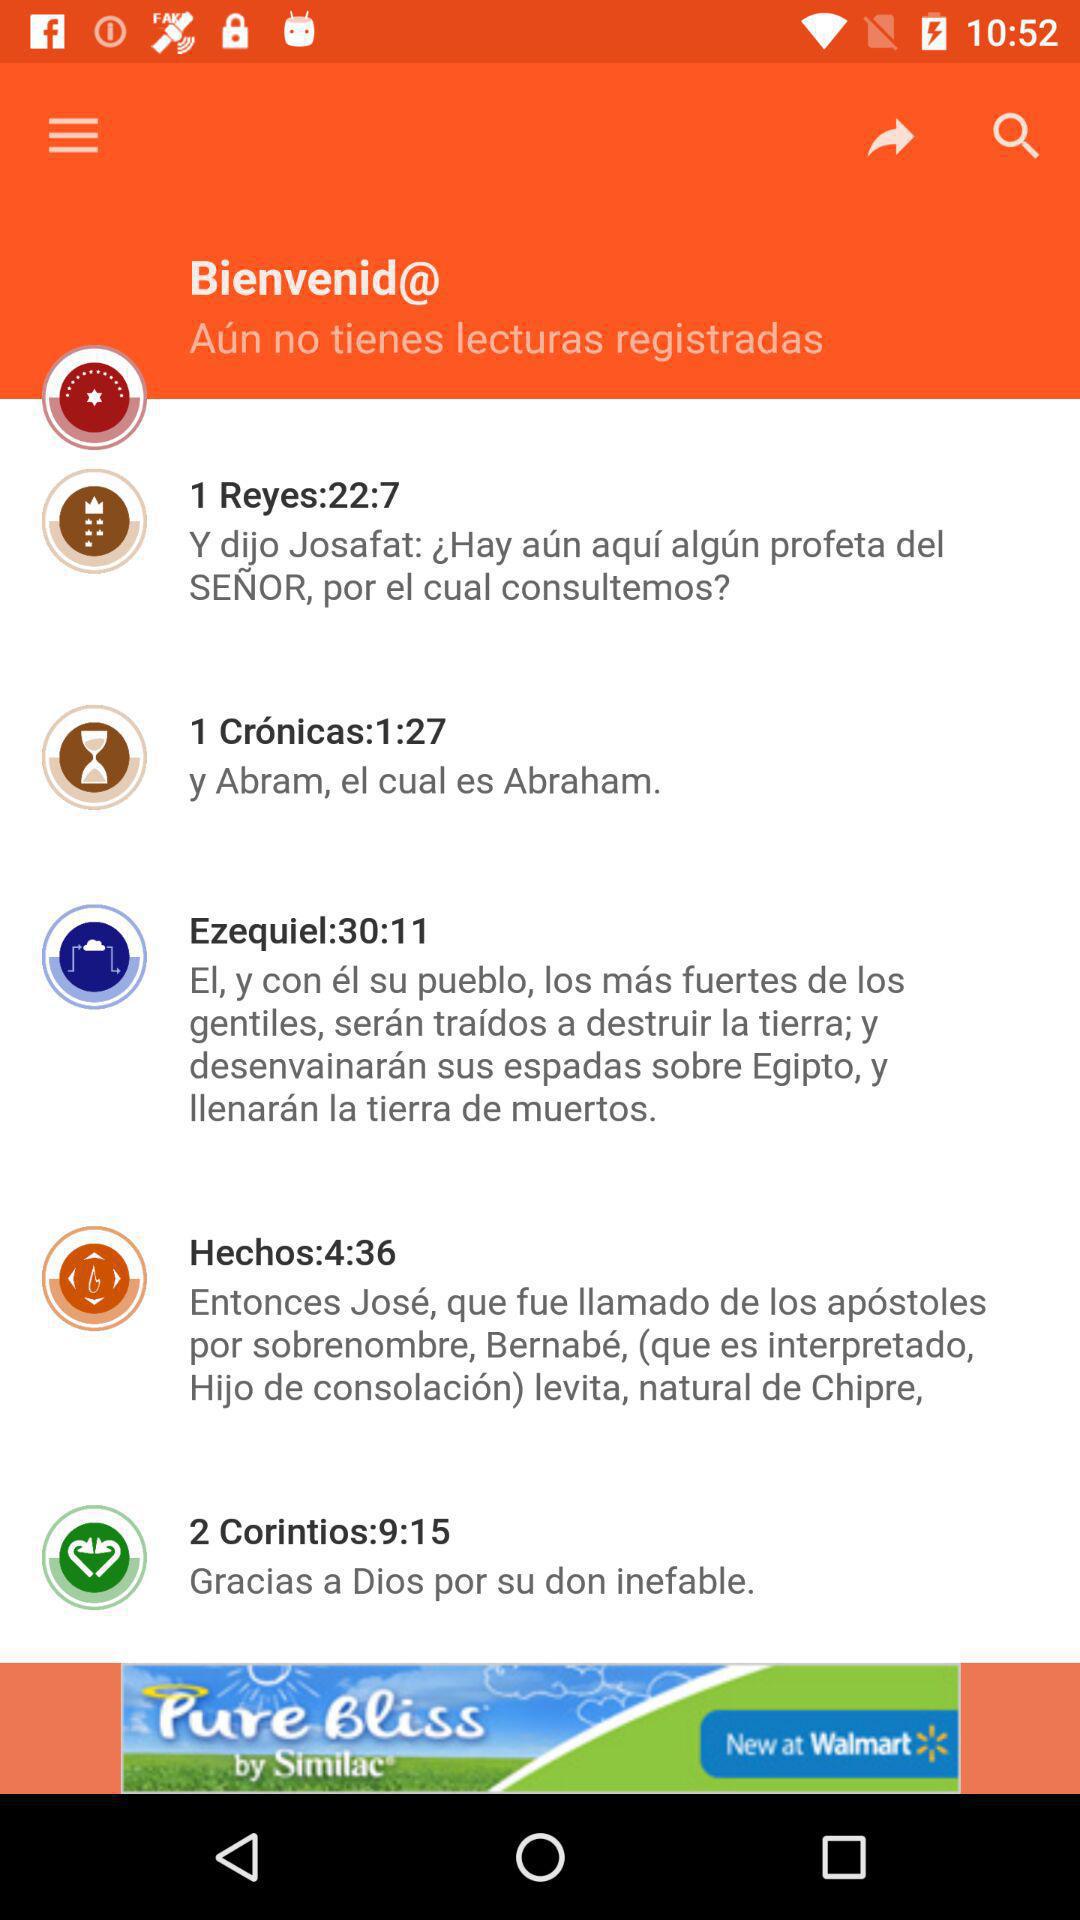 FAKE
10:52
Bienvenid@
Aún no tienes lecturas registradas
1 Reyes:22:7
Y dijo Josafat: ¿Hay aún aquí algún profeta del
SEÑOR, por el cual consultemos?
1 Crónicas:1:27
y Abram, el cual es Abraham.
Ezequiel:30:11
El, y con él su pueblo, los más fuertes de los
gentiles, serán traídos a destruir la tierra; y
desenvainarán sus espadas sobre Egipto, y
llenarán la tierra de muertos.
Hechos:4:36
Entonces José, que fue llamado de los apóstoles
por sobrenombre, Bernabé, (que es interpretado,
Hijo de consolación) levita, natural de Chipre,
2 Corintios:9:15
Gracias a Dios por su don inefable.
Pure Bliss
by Similac®
New at Walmart